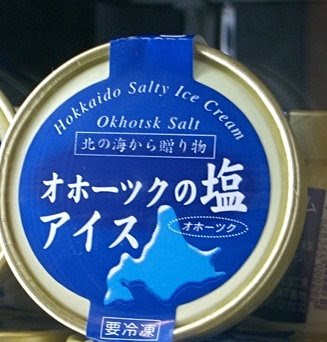 Hokkaido Salty Ice Cream
Okhotsk Salt
北の海から贈り物
オホーツクの塩
アイス
オホーツク
要冷凍